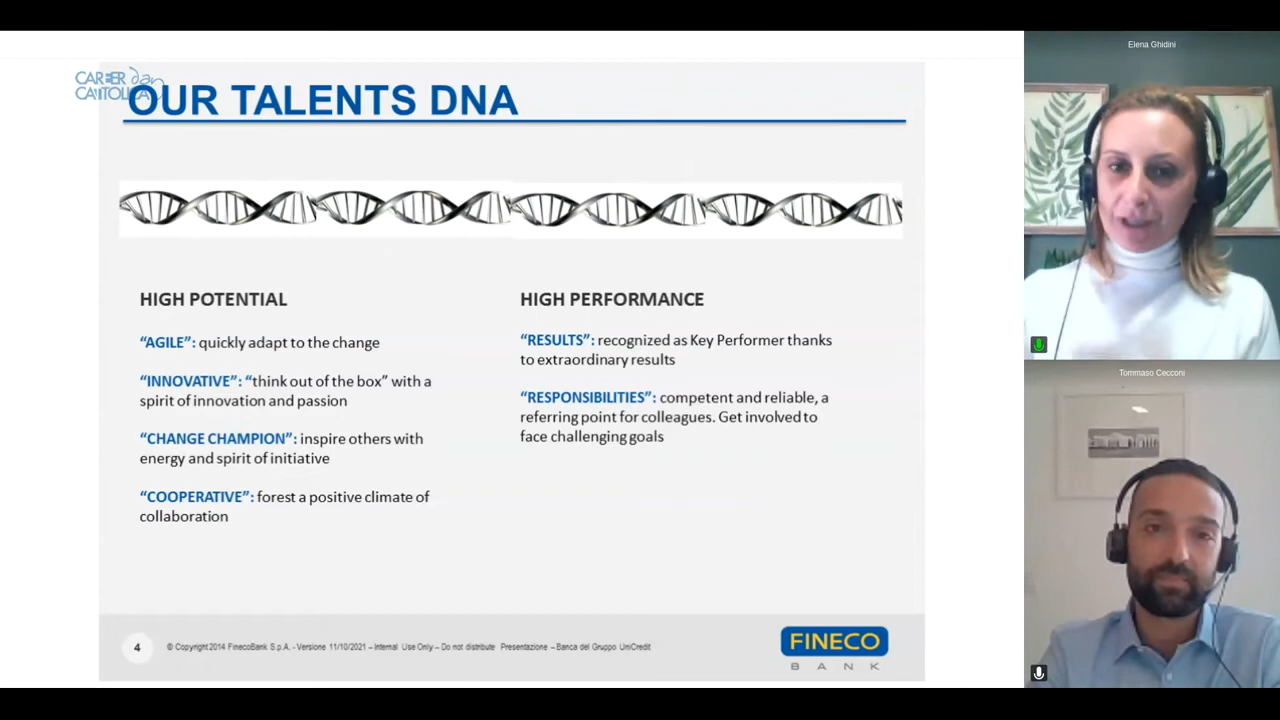 CAREER day
CATTOLICA
OUR TALENTS DNA
HIGH POTENTIAL
“AGILE”: quickly adapt to the change
“INNOVATIVE”: “think out of the box” with a
spirit of innovation and passion
“CHANGE CHAMPION”: inspire others with
energy and spirit of initiative
“COOPERATIVE”: forest a positive climate of
collaboration
HIGH PERFORMANCE
“RESULTS”: recognized as Key Performer thanks
to extraordinary results
“RESPONSIBILITIES”: competent and reliable, a
referring point for colleagues. Get involved to
face challenging goals
4
© Copyright 2014 FinecoBank S.p.A. - Versione 11/10/2021 – Internal Use Only – Do not distribute Presentazione – Banca del Gruppo UniCredit
FINECO
BANK
Elena Ghidini
Tommaso Cecconi